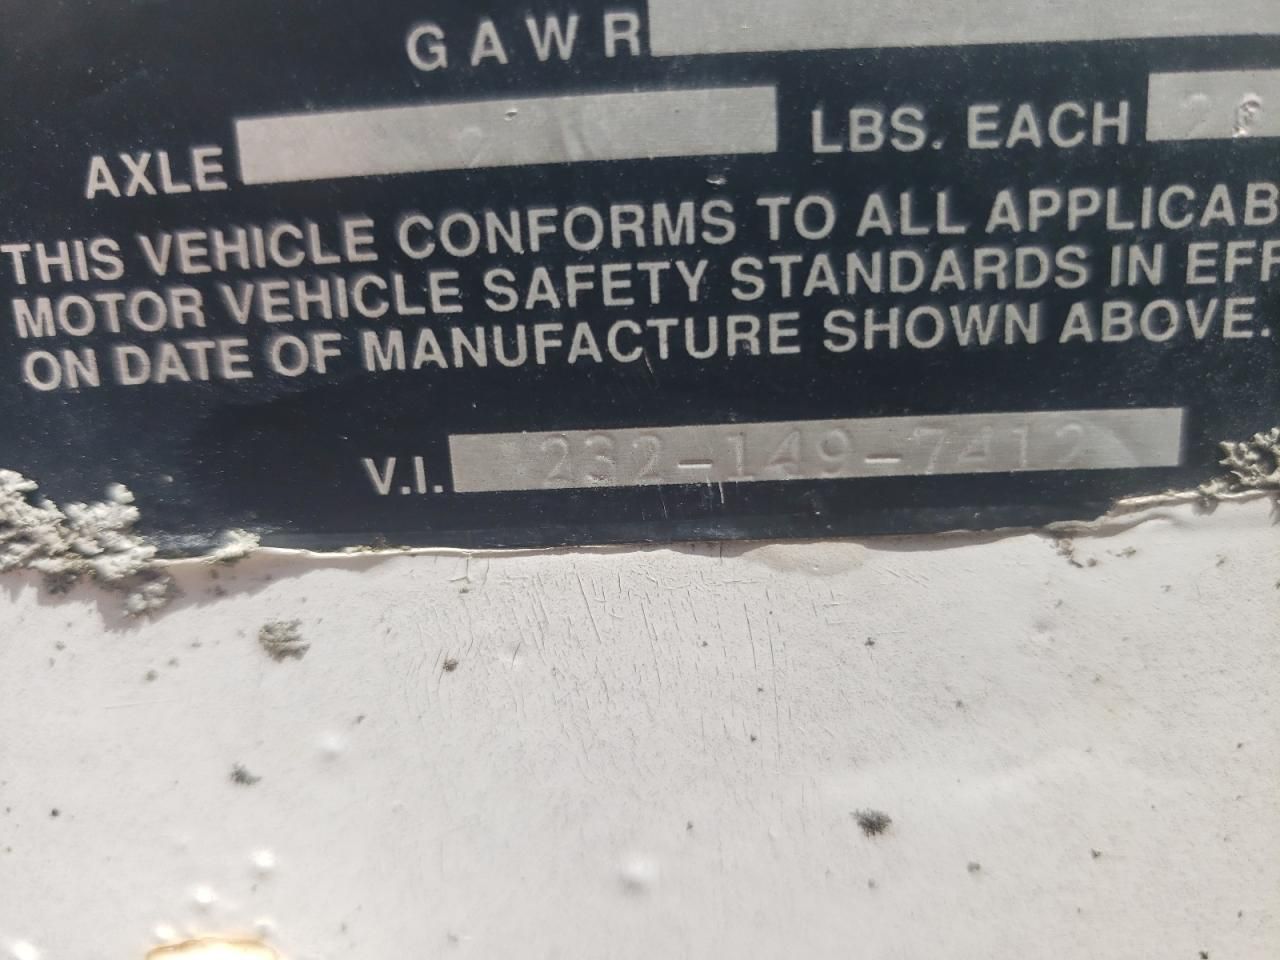 GAWR
AXLE 2 LBS. EACH
THIS VEHICLE CONFORMS TO ALL APPLICAB
MOTOR VEHICLE SAFETY STANDARDS IN EFF
ON DATE OF MANUFACTURE SHOWN ABOVE.
V.I. 232-149-7412